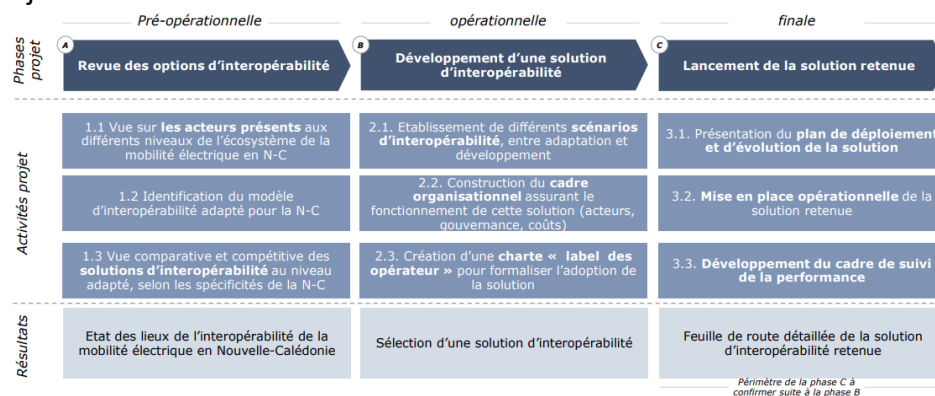 Pré-opérationnelle
opérationnelle
finale
Phases
projet
A
Revue des options d'interopérabilité
B
Développement d'une solution
d'interopérabilité
C
Lancement de la solution retenue
Activités projet
1.1 Vue sur les acteurs présents aux
différents niveaux de l'écosystème de la
mobilité électrique en N-C
2.1. Etablissement de différents scénarios
d'interopérabilité, entre adaptation et
développement
3.1. Présentation du plan de déploiement
et d'évolution de la solution
1.2 Identification du modèle
d'interopérabilité adapté pour la N-C
2.2. Construction du cadre
organisationnel assurant le
fonctionnement de cette solution (acteurs,
gouvernance, coûts)
3.2. Mise en place opérationnelle de la
solution retenue
1.3 Vue comparative et compétitive des
solutions d'interopérabilité au niveau
adapté, selon les spécificités de la N-C
2.3. Création d'une charte « label des
opérateur » pour formaliser l'adoption de
la solution
3.3. Développement du cadre de suivi
de la performance
Résultats
Etat des lieux de l'interopérabilité de la
mobilité électrique en Nouvelle-Calédonie
Sélection d'une solution d'interopérabilité
Feuille de route détaillée de la solution
d'interopérabilité retenue
Périmètre de la phase C à
confirmer suite à la phase B